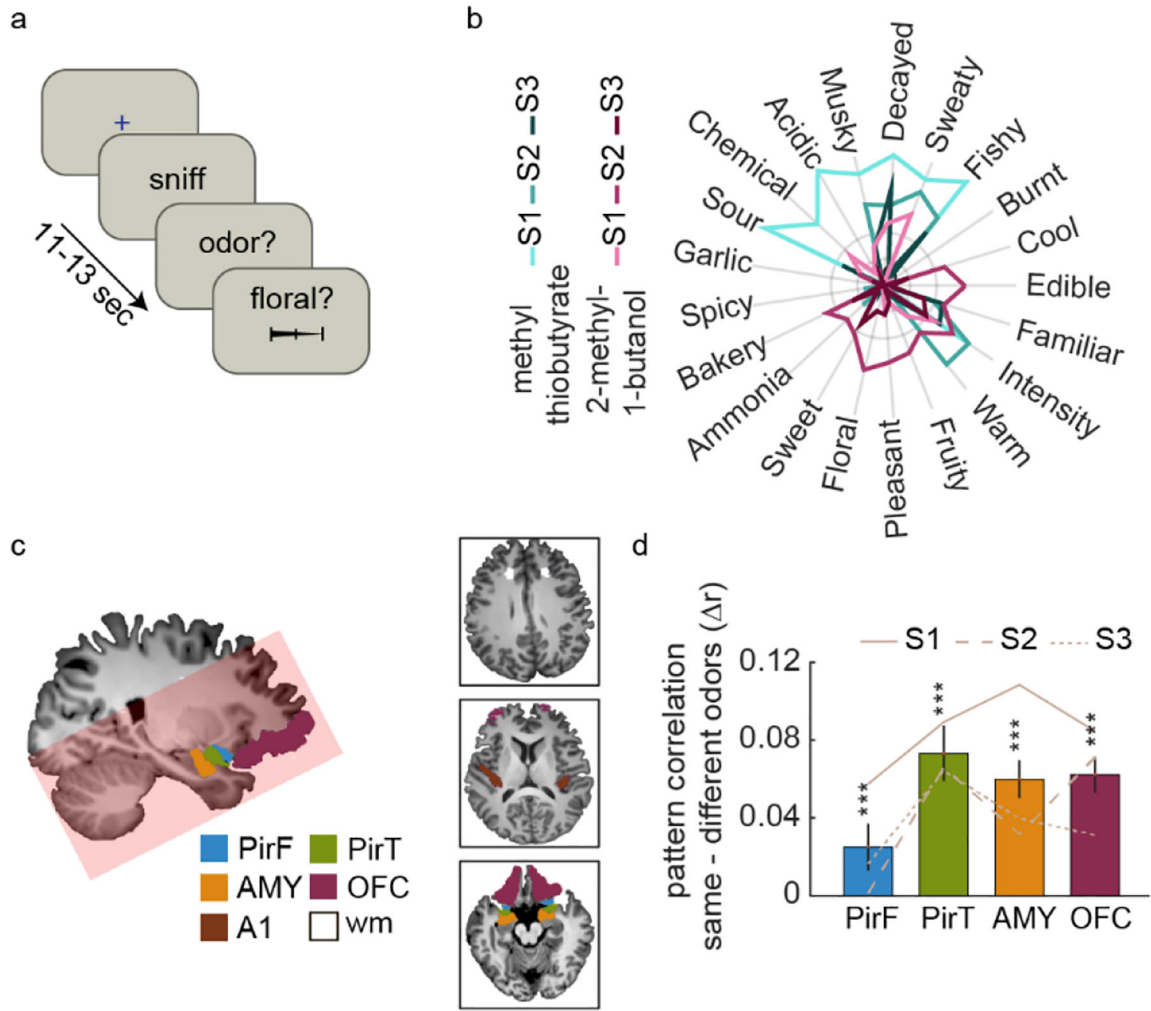 a
+
sniff
odor?
floral?
11-13 sec
b
S1 S2 S3
methyl
thiobutyrate
S1 S2 S3
2-methyl-
1-butanol
Decayed
Sweaty
Fishy
Burnt
Cool
Edible
Familiar
Intensity
Warm
Fruity
Pleasant
Floral
Sweet
Ammonia
Bakery
Spicy
Garlic
Sour
Chemical
Acidic
Musky
c
PirF PirT
AMY OFC
A1 wm
d
pattern correlation
same - different odors (Δr)
S1 S2 S3
0.12
0.08
0.04
0
***
***
***
***
PirF PirT AMY OFC